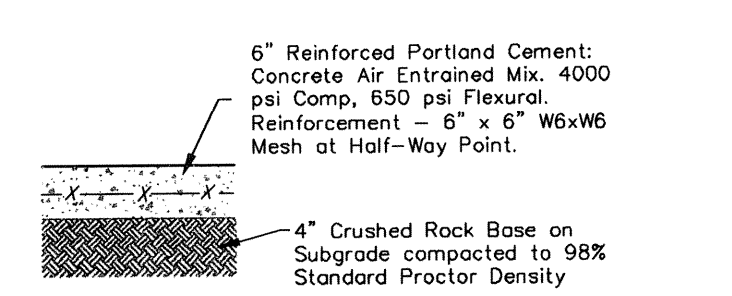 6" Reinforced Portland Cement:
Concrete Air Entrained Mix. 4000
psi Comp, 650 psi Flexural.
Reinforcement – 6" x 6" W6xW6
Mesh at Half-Way Point.
X X X
4" Crushed Rock Base on
Subgrade compacted to 98%
Standard Proctor Density